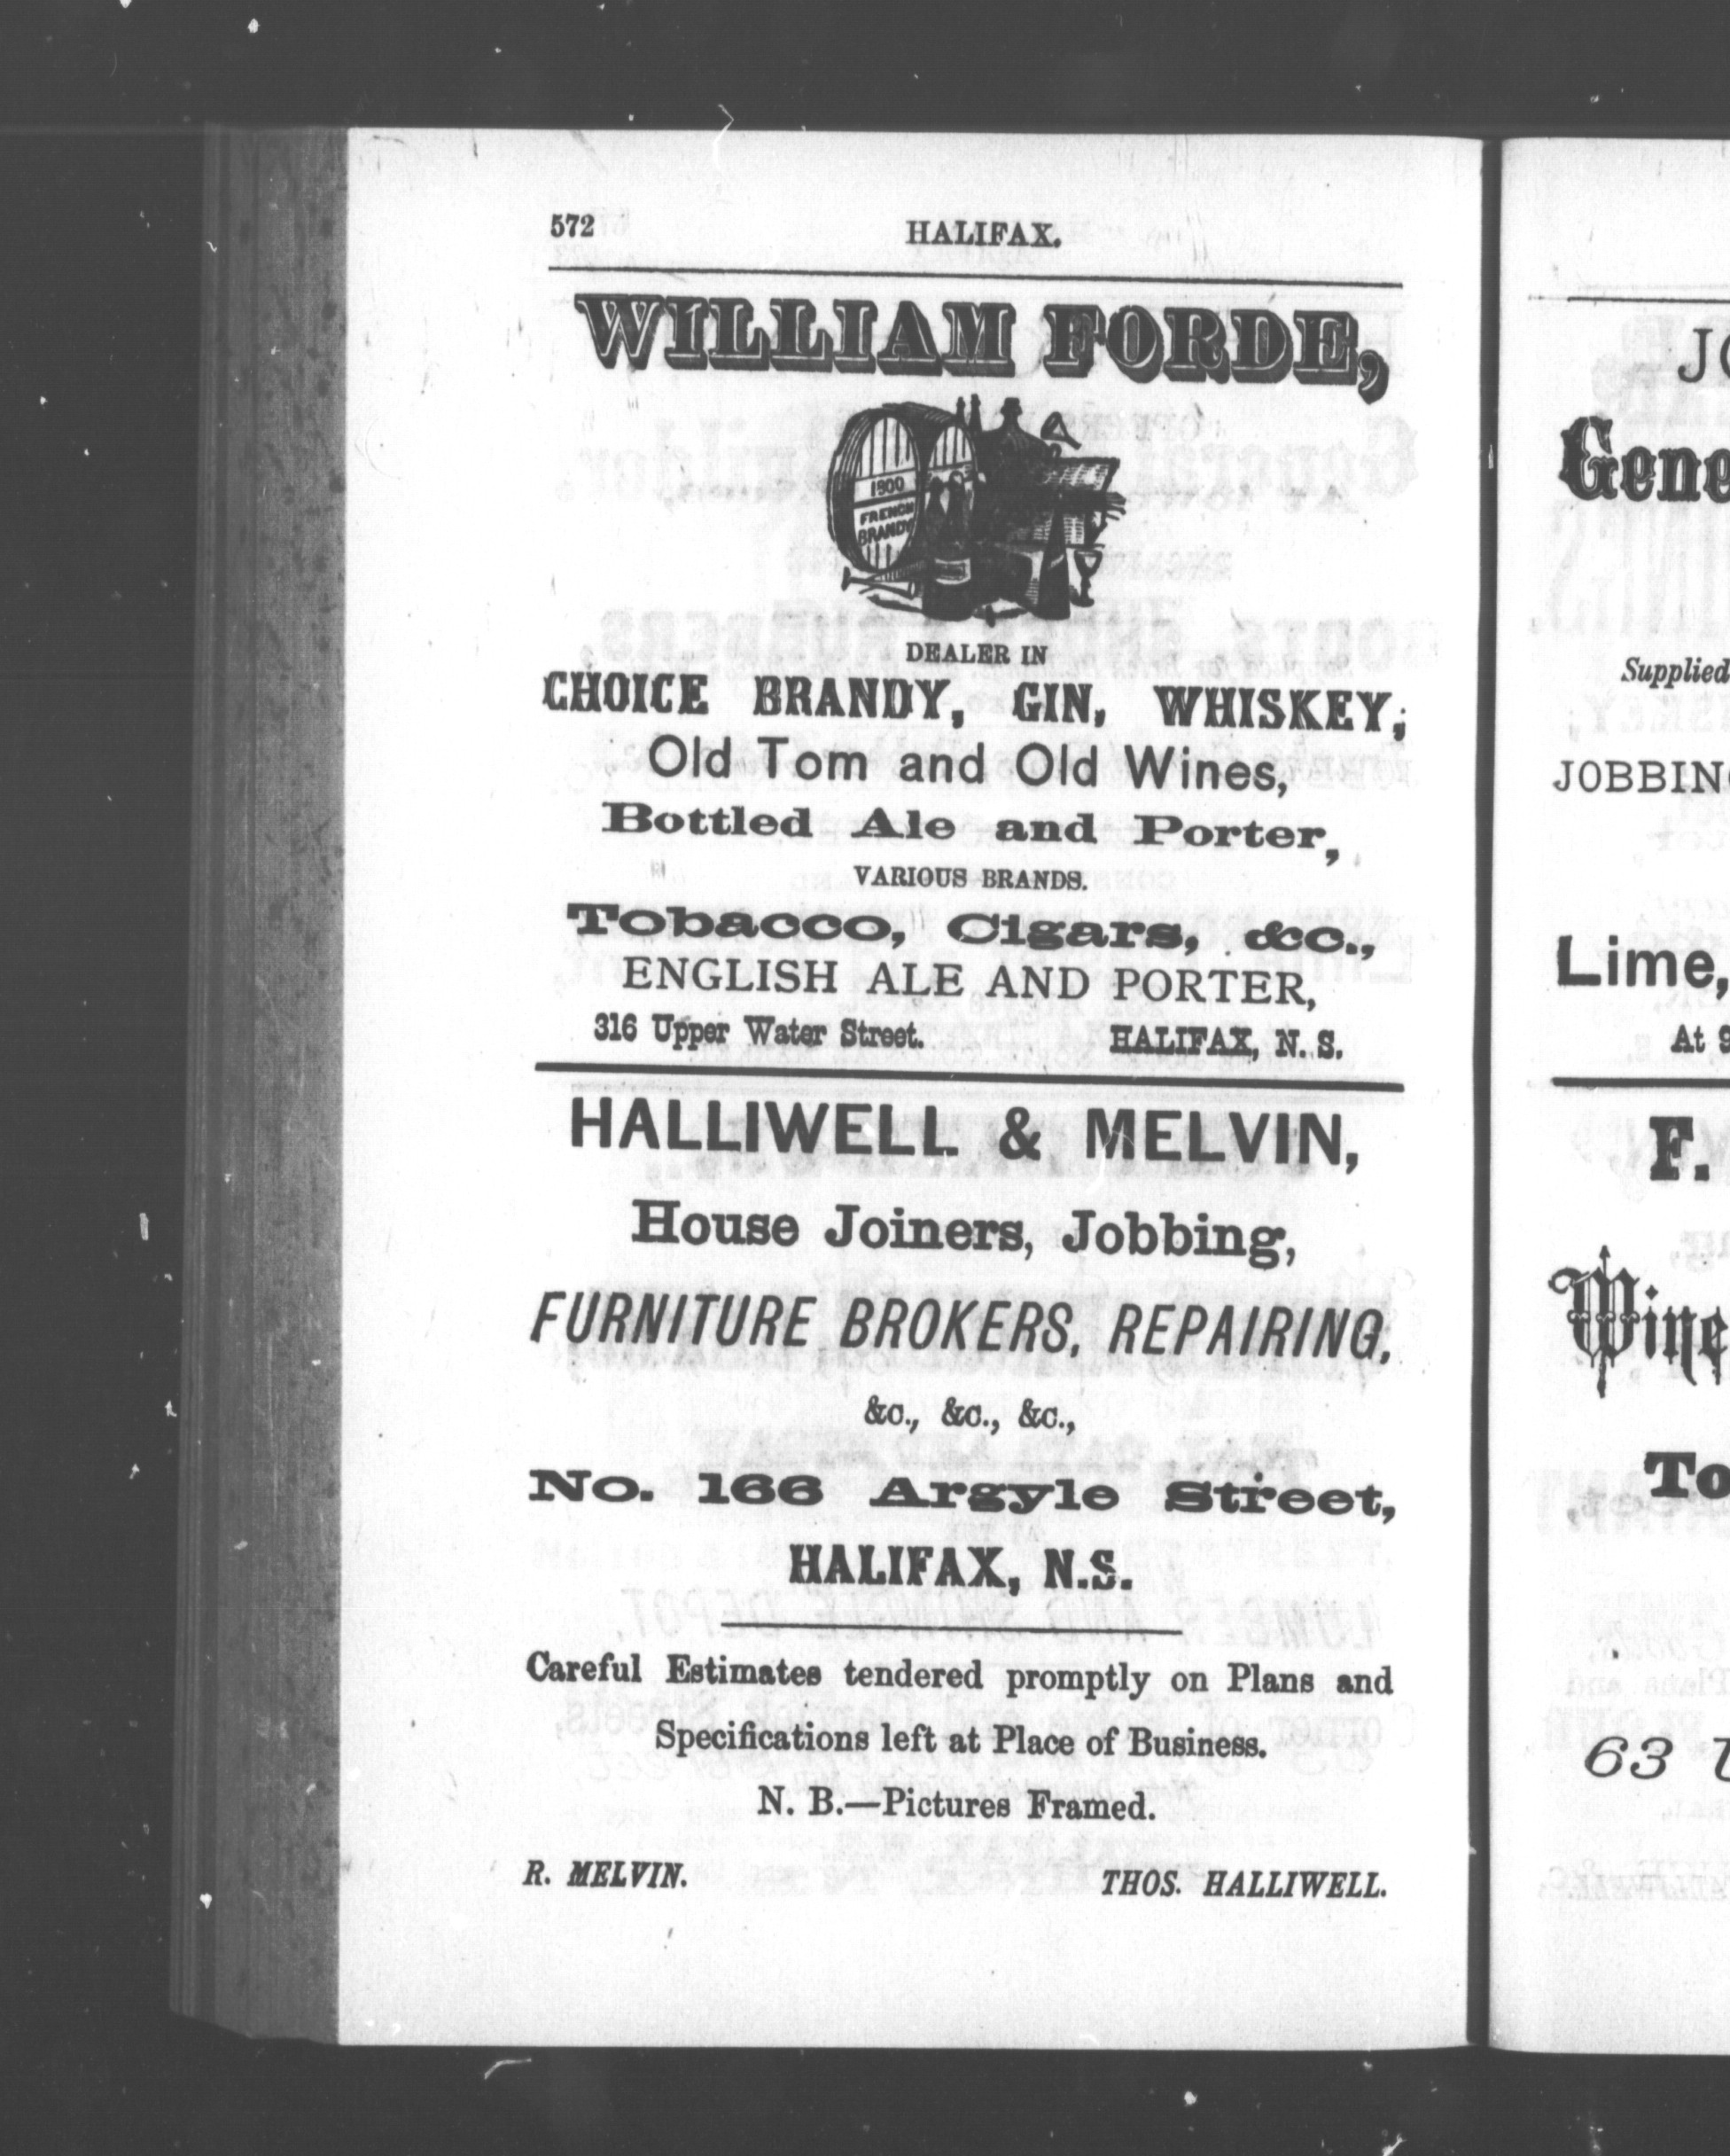 572
HALIFAX.
WILLIAM FORDE,
1800
FRENCH
BRANDY
DEALER IN
CHOICE BRANDY, GIN, WHISKEY;
Old Tom and Old Wines,
Bottled Ale and Porter,
VARIOUS BRANDS.
Tobacco, Cigars, &c.,
ENGLISH ALE AND PORTER,
316 Upper Water Street. HALIFAX, N. S.
HALLIWELL & MELVIN,
House Joiners, Jobbing,
FURNITURE BROKERS, REPAIRING,
&c., &c., &c.,
No. 166 Argyle Street,
HALIFAX, N.S.
Careful Estimates tendered promptly on Plans and
Specifications left at Place of Business.
N. B.—Pictures Framed.
R. MELVIN. THOS. HALLIWELL.
JO
Gene
Supplied
JOBBING
Lime,
At 9
F.
Wine
To
63 U